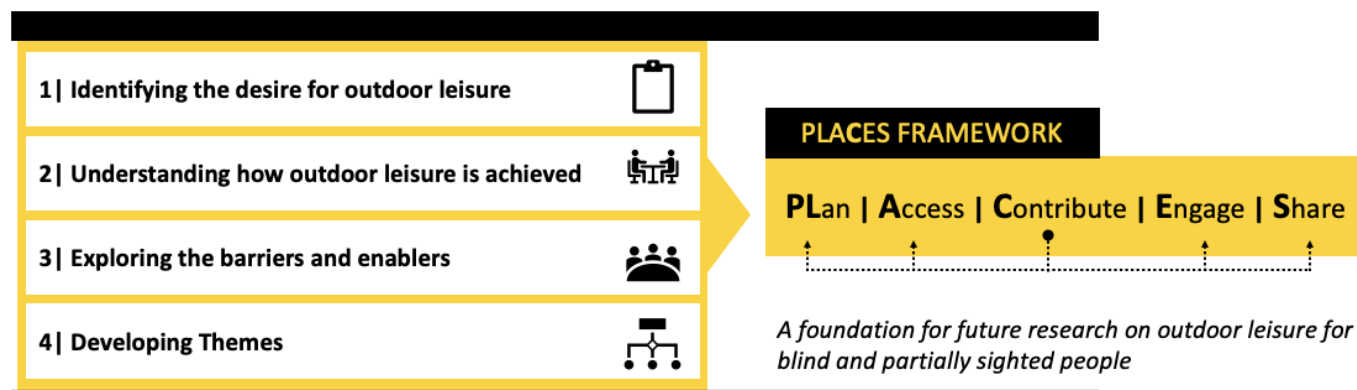 1| Identifying the desire for outdoor leisure
2| Understanding how outdoor leisure is achieved
3| Exploring the barriers and enablers
4| Developing Themes
PLACES FRAMEWORK
PLan | Access | Contribute | Engage | Share
A foundation for future research on outdoor leisure for
blind and partially sighted people